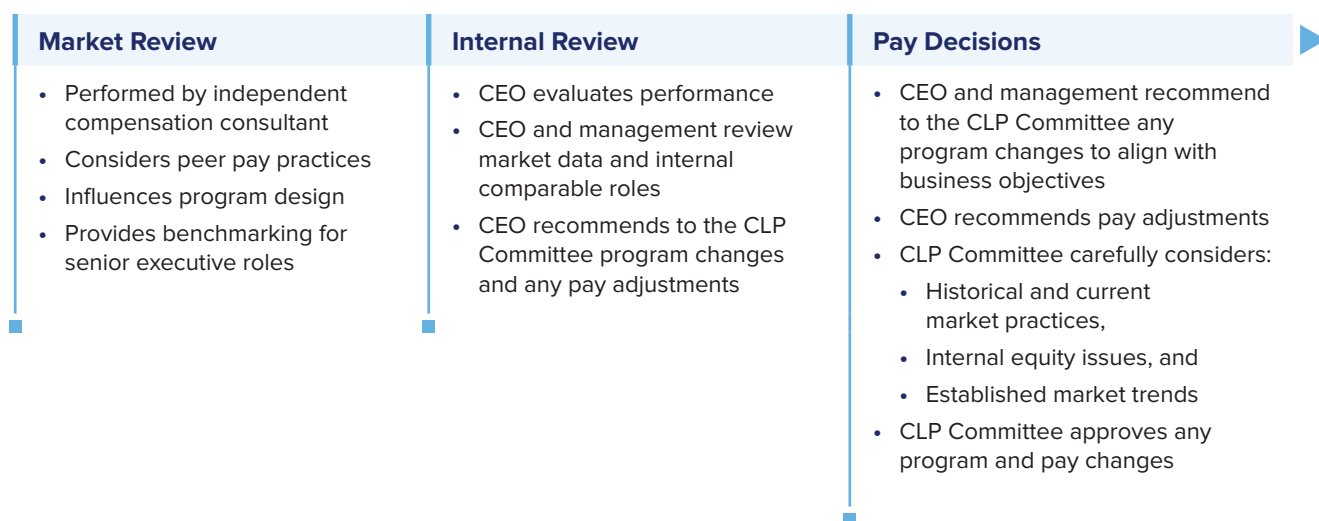 Market Review
• Performed by independent
compensation consultant
• Considers peer pay practices
• Influences program design
• Provides benchmarking for
senior executive roles
Internal Review
• CEO evaluates performance
• CEO and management review
market data and internal
comparable roles
• CEO recommends to the CLP
Committee program changes
and any pay adjustments
Pay Decisions
• CEO and management recommend
to the CLP Committee any
program changes to align with
business objectives
• CEO recommends pay adjustments
• CLP Committee carefully considers:
• Historical and current
market practices,
• Internal equity issues, and
• Established market trends
• CLP Committee approves any
program and pay changes